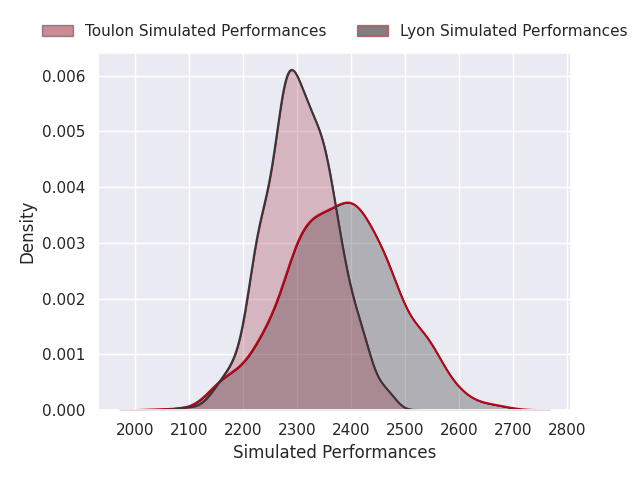 Toulon Simulated Performances
Lyon Simulated Performances
0.006
0.005
0.004
0.003
0.002
0.001
0.000
Density
2000 2100 2200 2300 2400 2500 2600 2700 2800
Simulated Performances